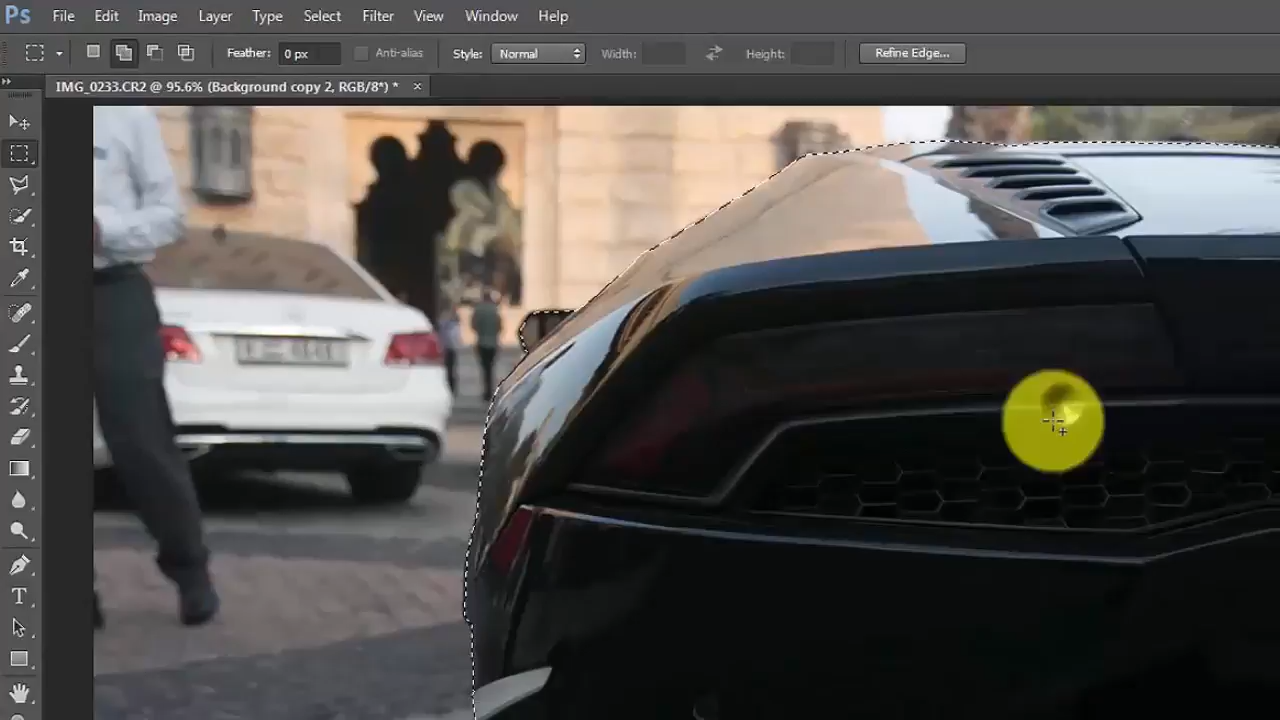 Ps File Edit Image Layer Type Select Filter View Window Help
Feather: 0 px Anti-alias Style: Normal Width: Height: Refine Edge...
IMG_0233.CR2 @ 95.6% (Background copy 2, RGB/8*) * ×
T